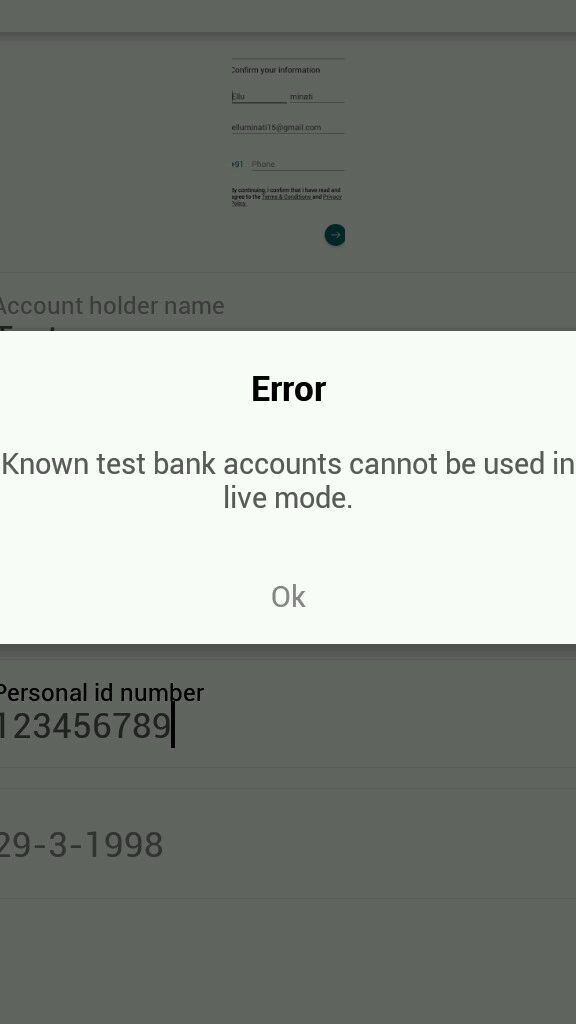 Confirm your information
Ellu minati
elluminati15@gmail.com
+91 Phone
By continuing, i confirm that i have read and
agree to the Terms & Conditions and Privacy
Policy.
Account holder name
Error
Known test bank accounts cannot be used in
live mode.
Ok
Personal id number
123456789
29-3-1998